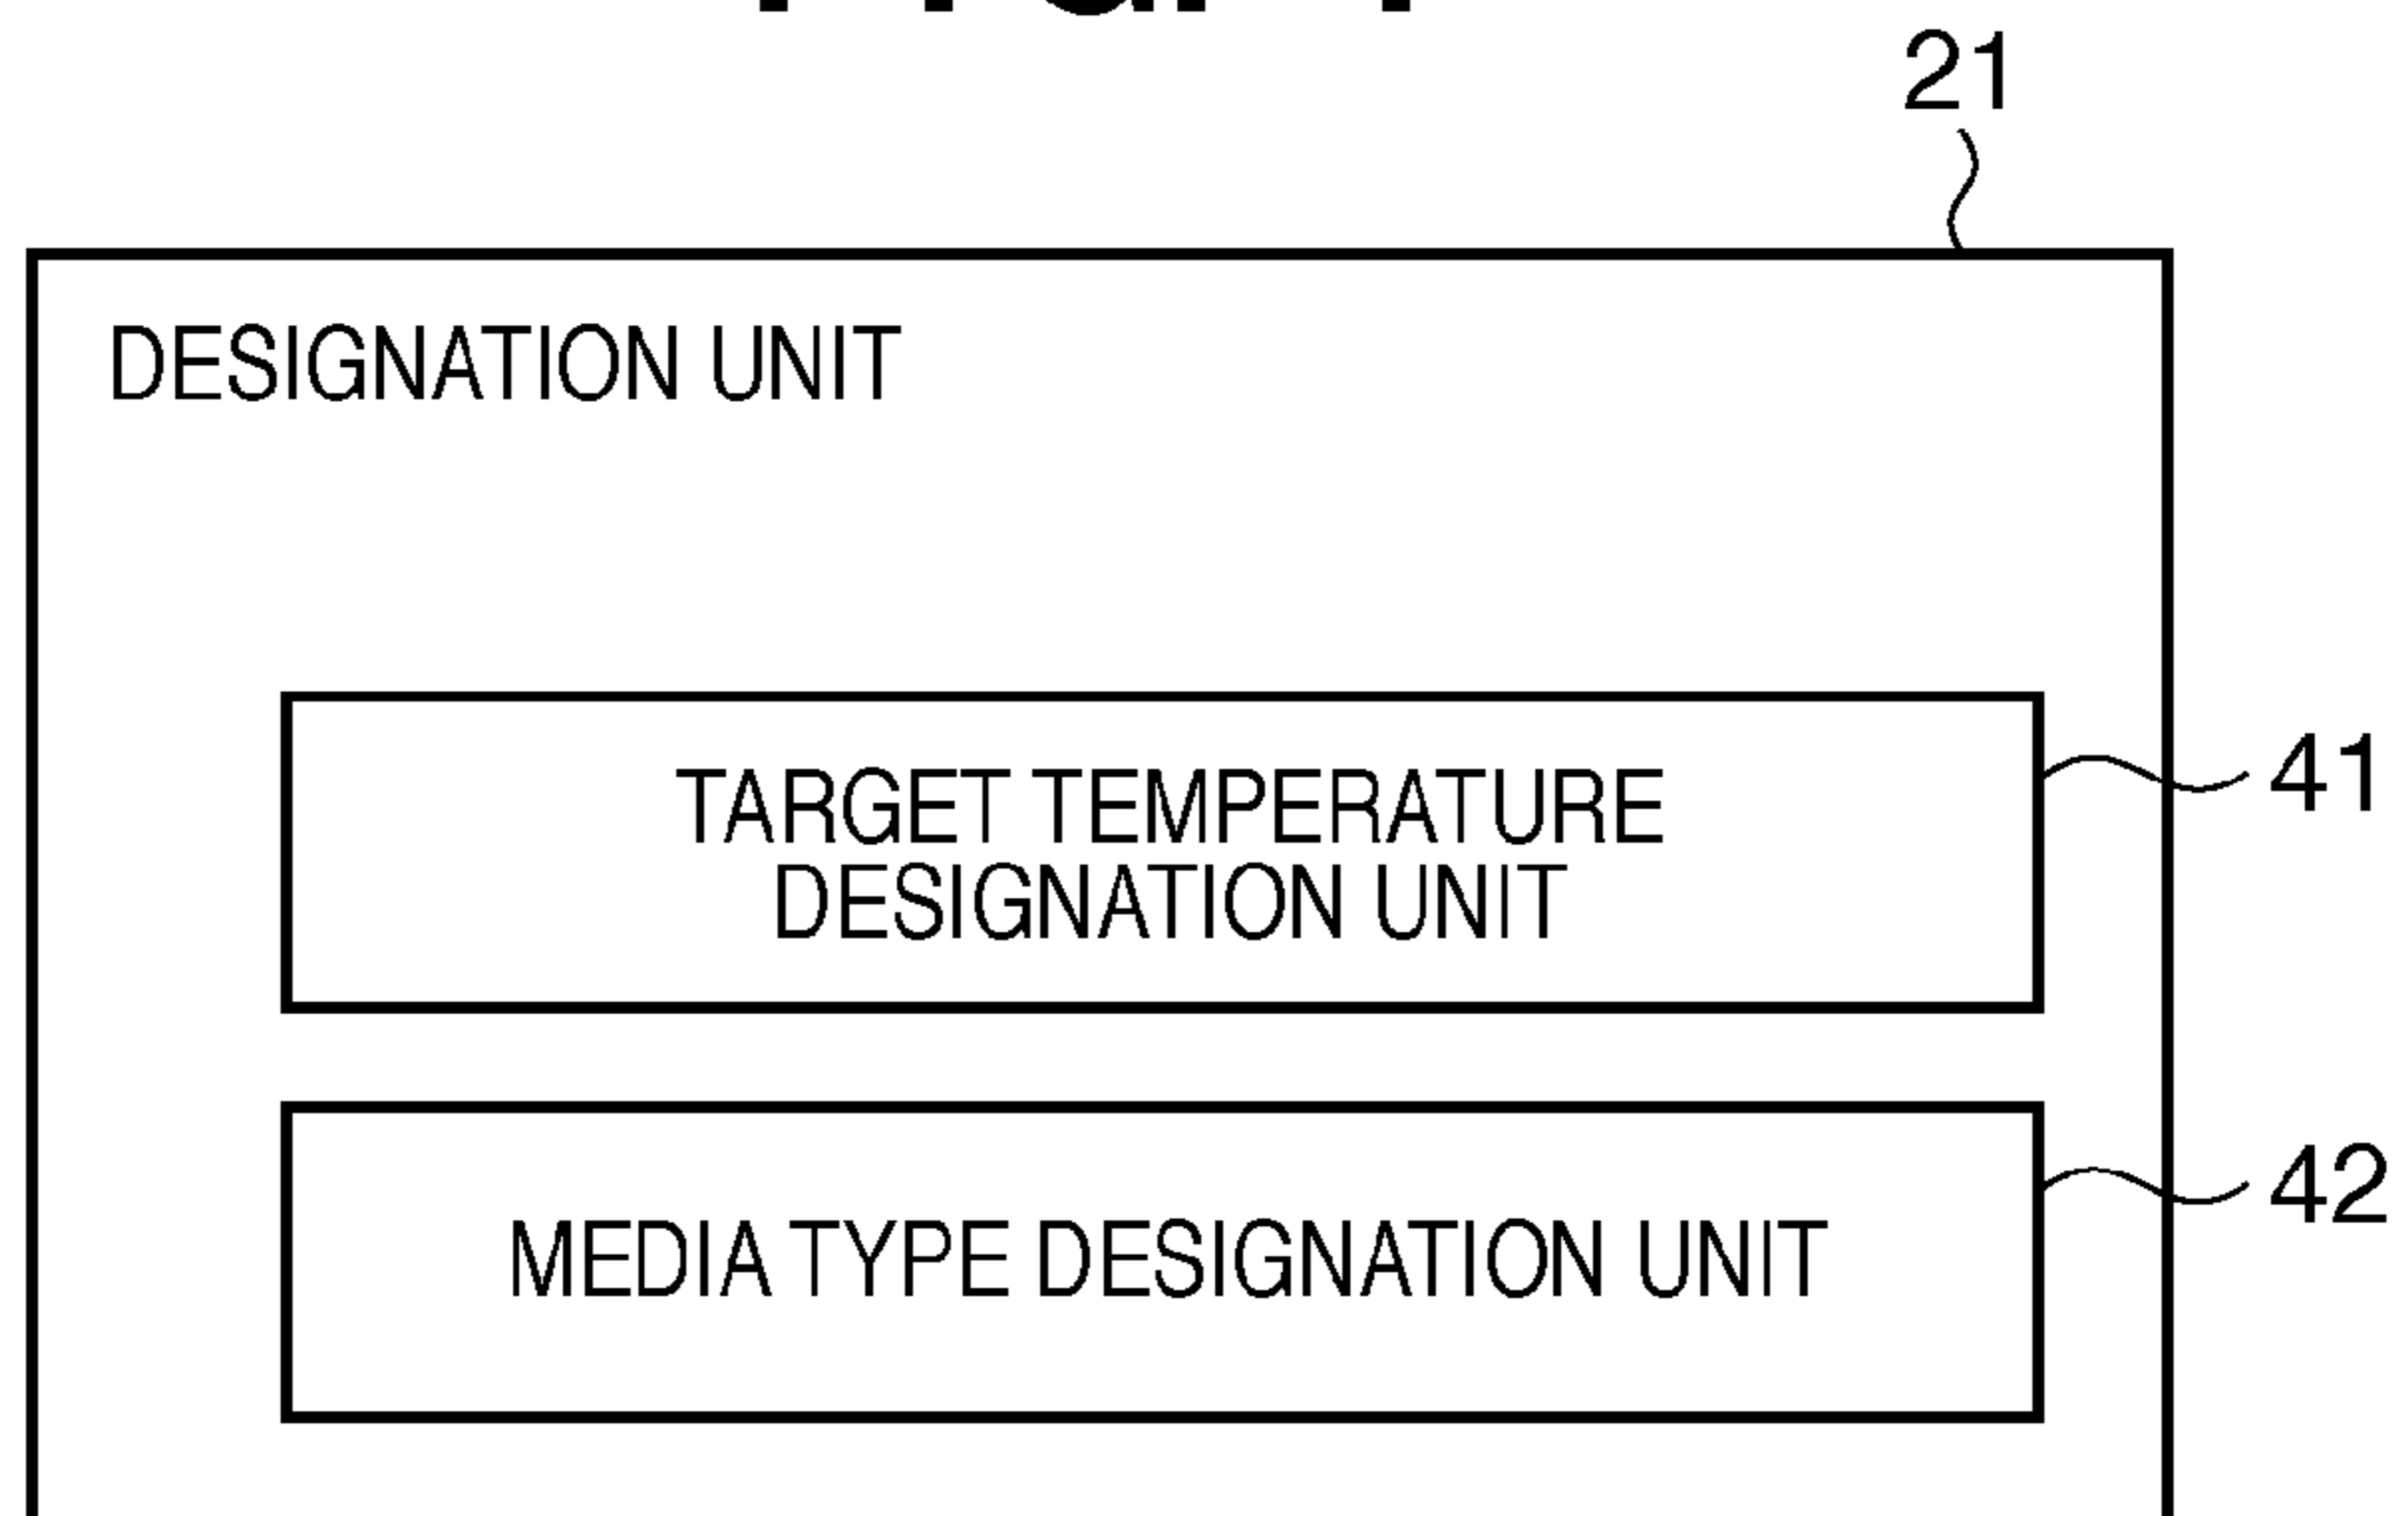 21
DESIGNATION UNIT
TARGET TEMPERATURE
DESIGNATION UNIT
41
MEDIA TYPE DESIGNATION UNIT
42